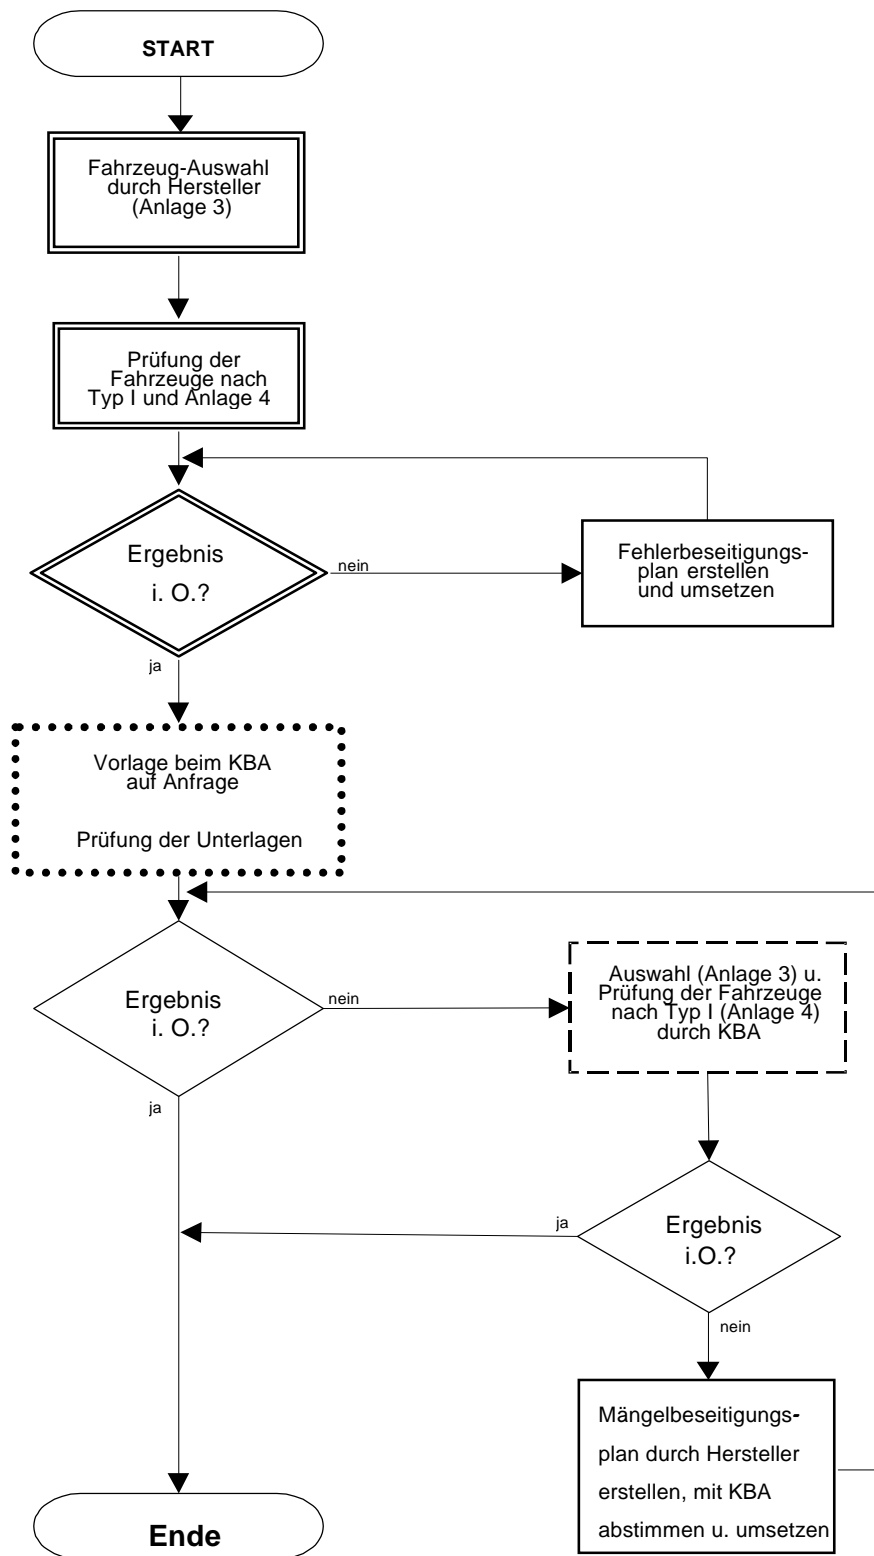 START
Fahrzeug-Auswahl
durch Hersteller
(Anlage 3)
Prüfung der
Fahrzeuge nach
Typ I und Anlage 4
Ergebnis
i. O.?
nein
Fehlerbeseitigungs-
plan erstellen
und umsetzen
ja
Vorlage beim KBA
auf Anfrage
Prüfung der Unterlagen
Ergebnis
i. O.?
nein
Auswahl (Anlage 3) u.
Prüfung der Fahrzeuge
nach Typ I (Anlage 4)
durch KBA
ja
ja
Ergebnis
i.O.?
nein
Mängelbeseitigungs-
plan durch Hersteller
erstellen, mit KBA
abstimmen u. umsetzen
Ende